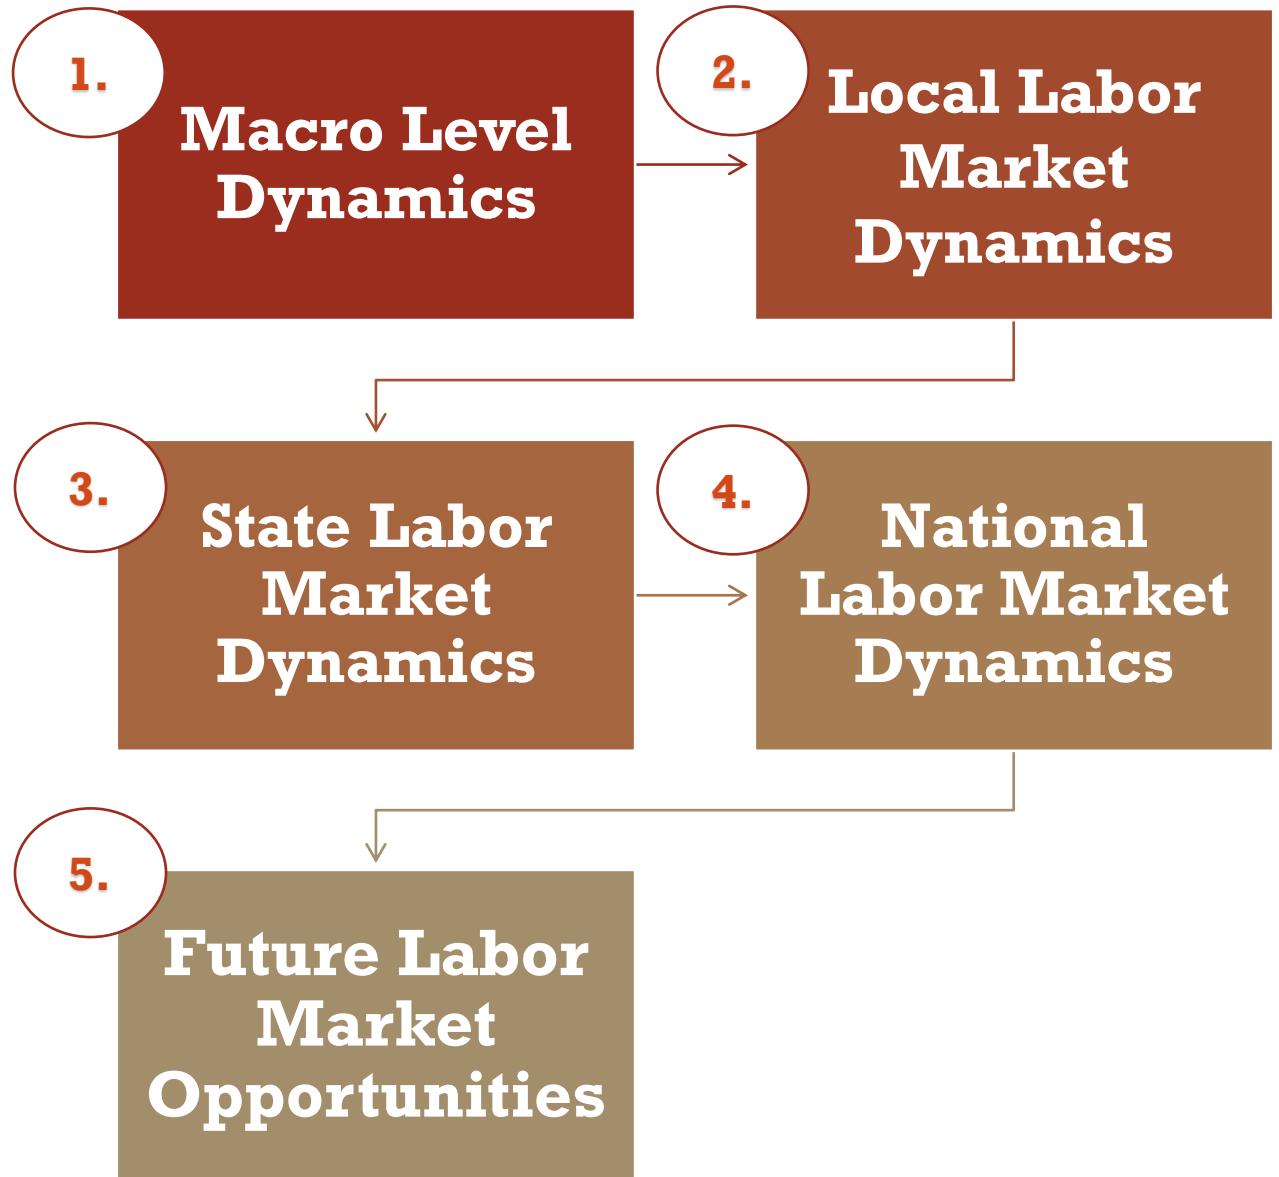 1.
Macro Level
Dynamics
2.
Local Labor
Market
Dynamics
3.
State Labor
Market
Dynamics
4.
National
Labor Market
Dynamics
5.
Future Labor
Market
Opportunities